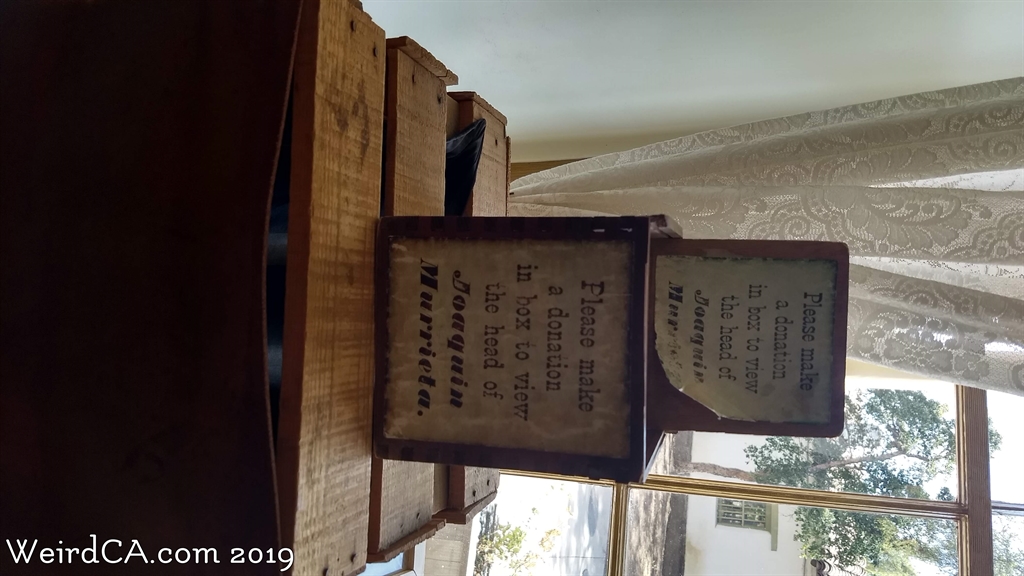 Please make
a donation
in box to view
the head of
Joaquin
Murrieta.
Please make
a donation
in box to view
the head of
Joaquin
WeirdCA.com 2019